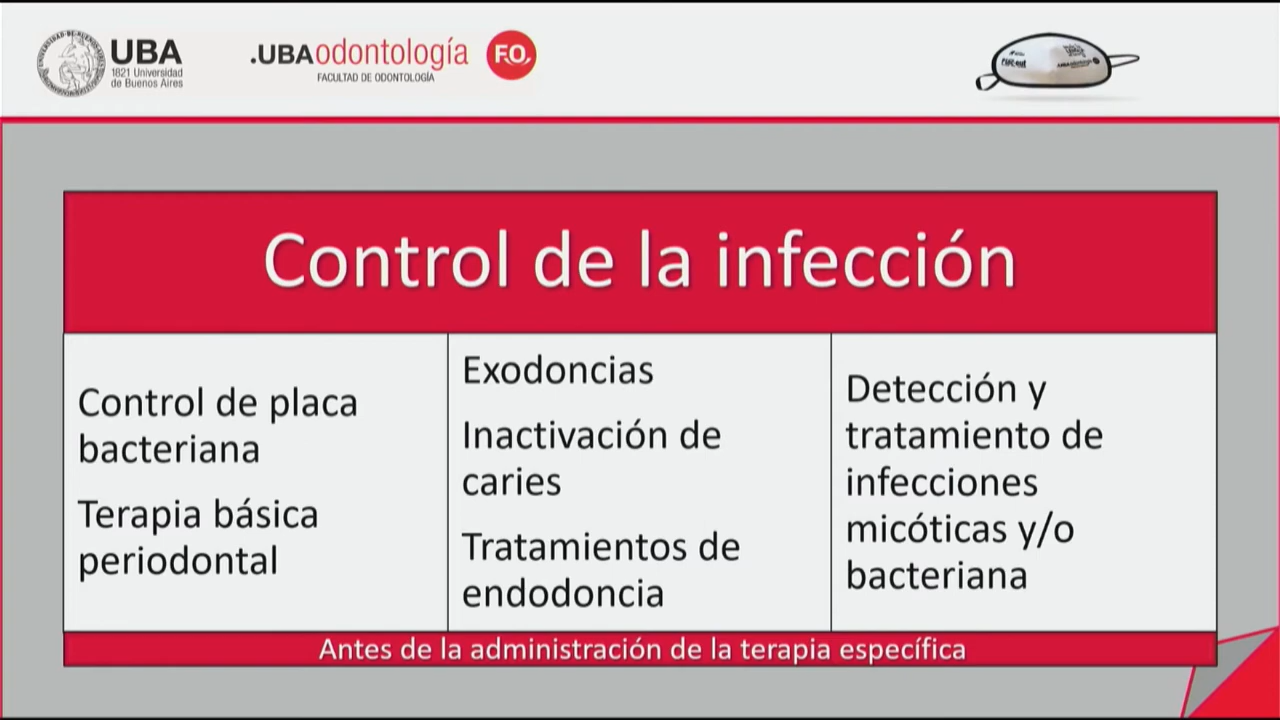 UBA
1821 Universidad
de Buenos Aires
.UBAodontología
FACULTAD DE ODONTOLOGÍA
F.O.
Control de la infección
Control de placa
bacteriana
Terapia básica
periodontal
Exodoncias
Inactivación de
caries
Tratamientos de
endodoncia
Detección y
tratamiento de
infecciones
micóticas y/o
bacteriana
Antes de la administración de la terapia específica